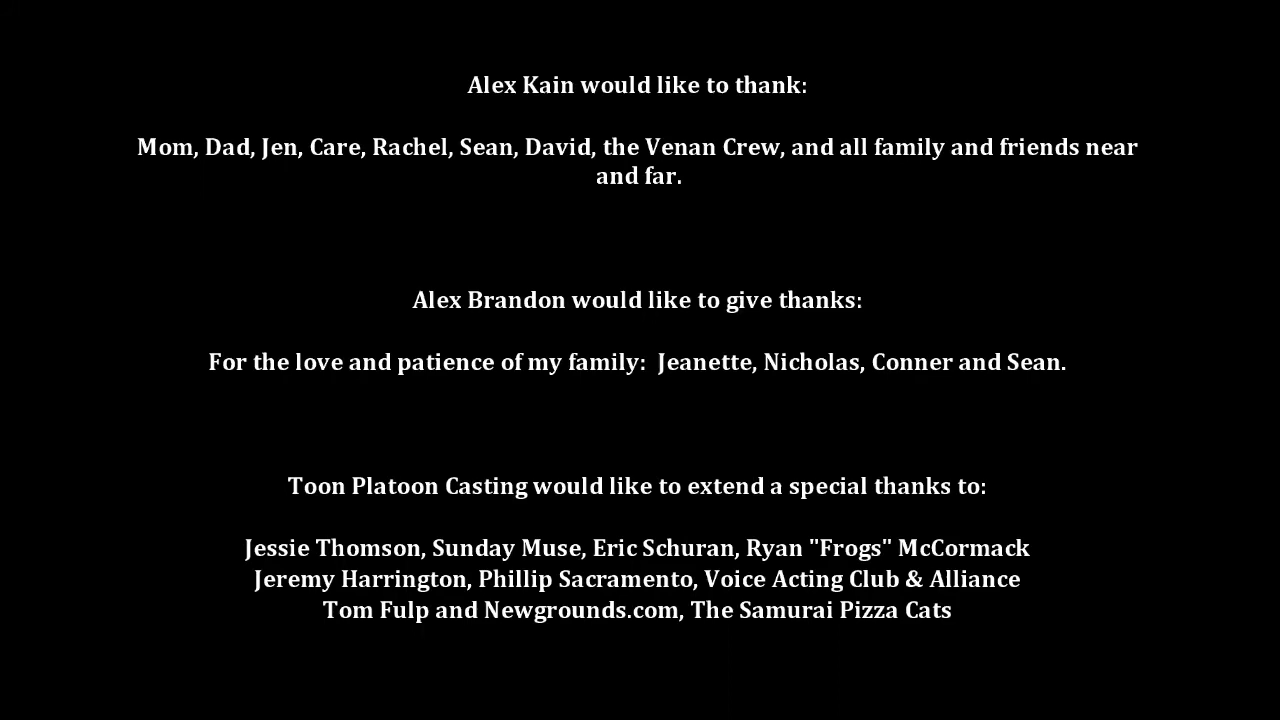 Alex Kain would like to thank:
Mom, Dad, Jen, Care, Rachel, Sean, David, the Venan Crew, and all family and friends near
and far.
Alex Brandon would like to give thanks:
For the love and patience of my family:  Jeanette, Nicholas, Conner and Sean.
Toon Platoon Casting would like to extend a special thanks to:
Jessie Thomson, Sunday Muse, Eric Schuran, Ryan "Frogs" McCormack
Jeremy Harrington, Phillip Sacramento, Voice Acting Club & Alliance
Tom Fulp and Newgrounds.com, The Samurai Pizza Cats